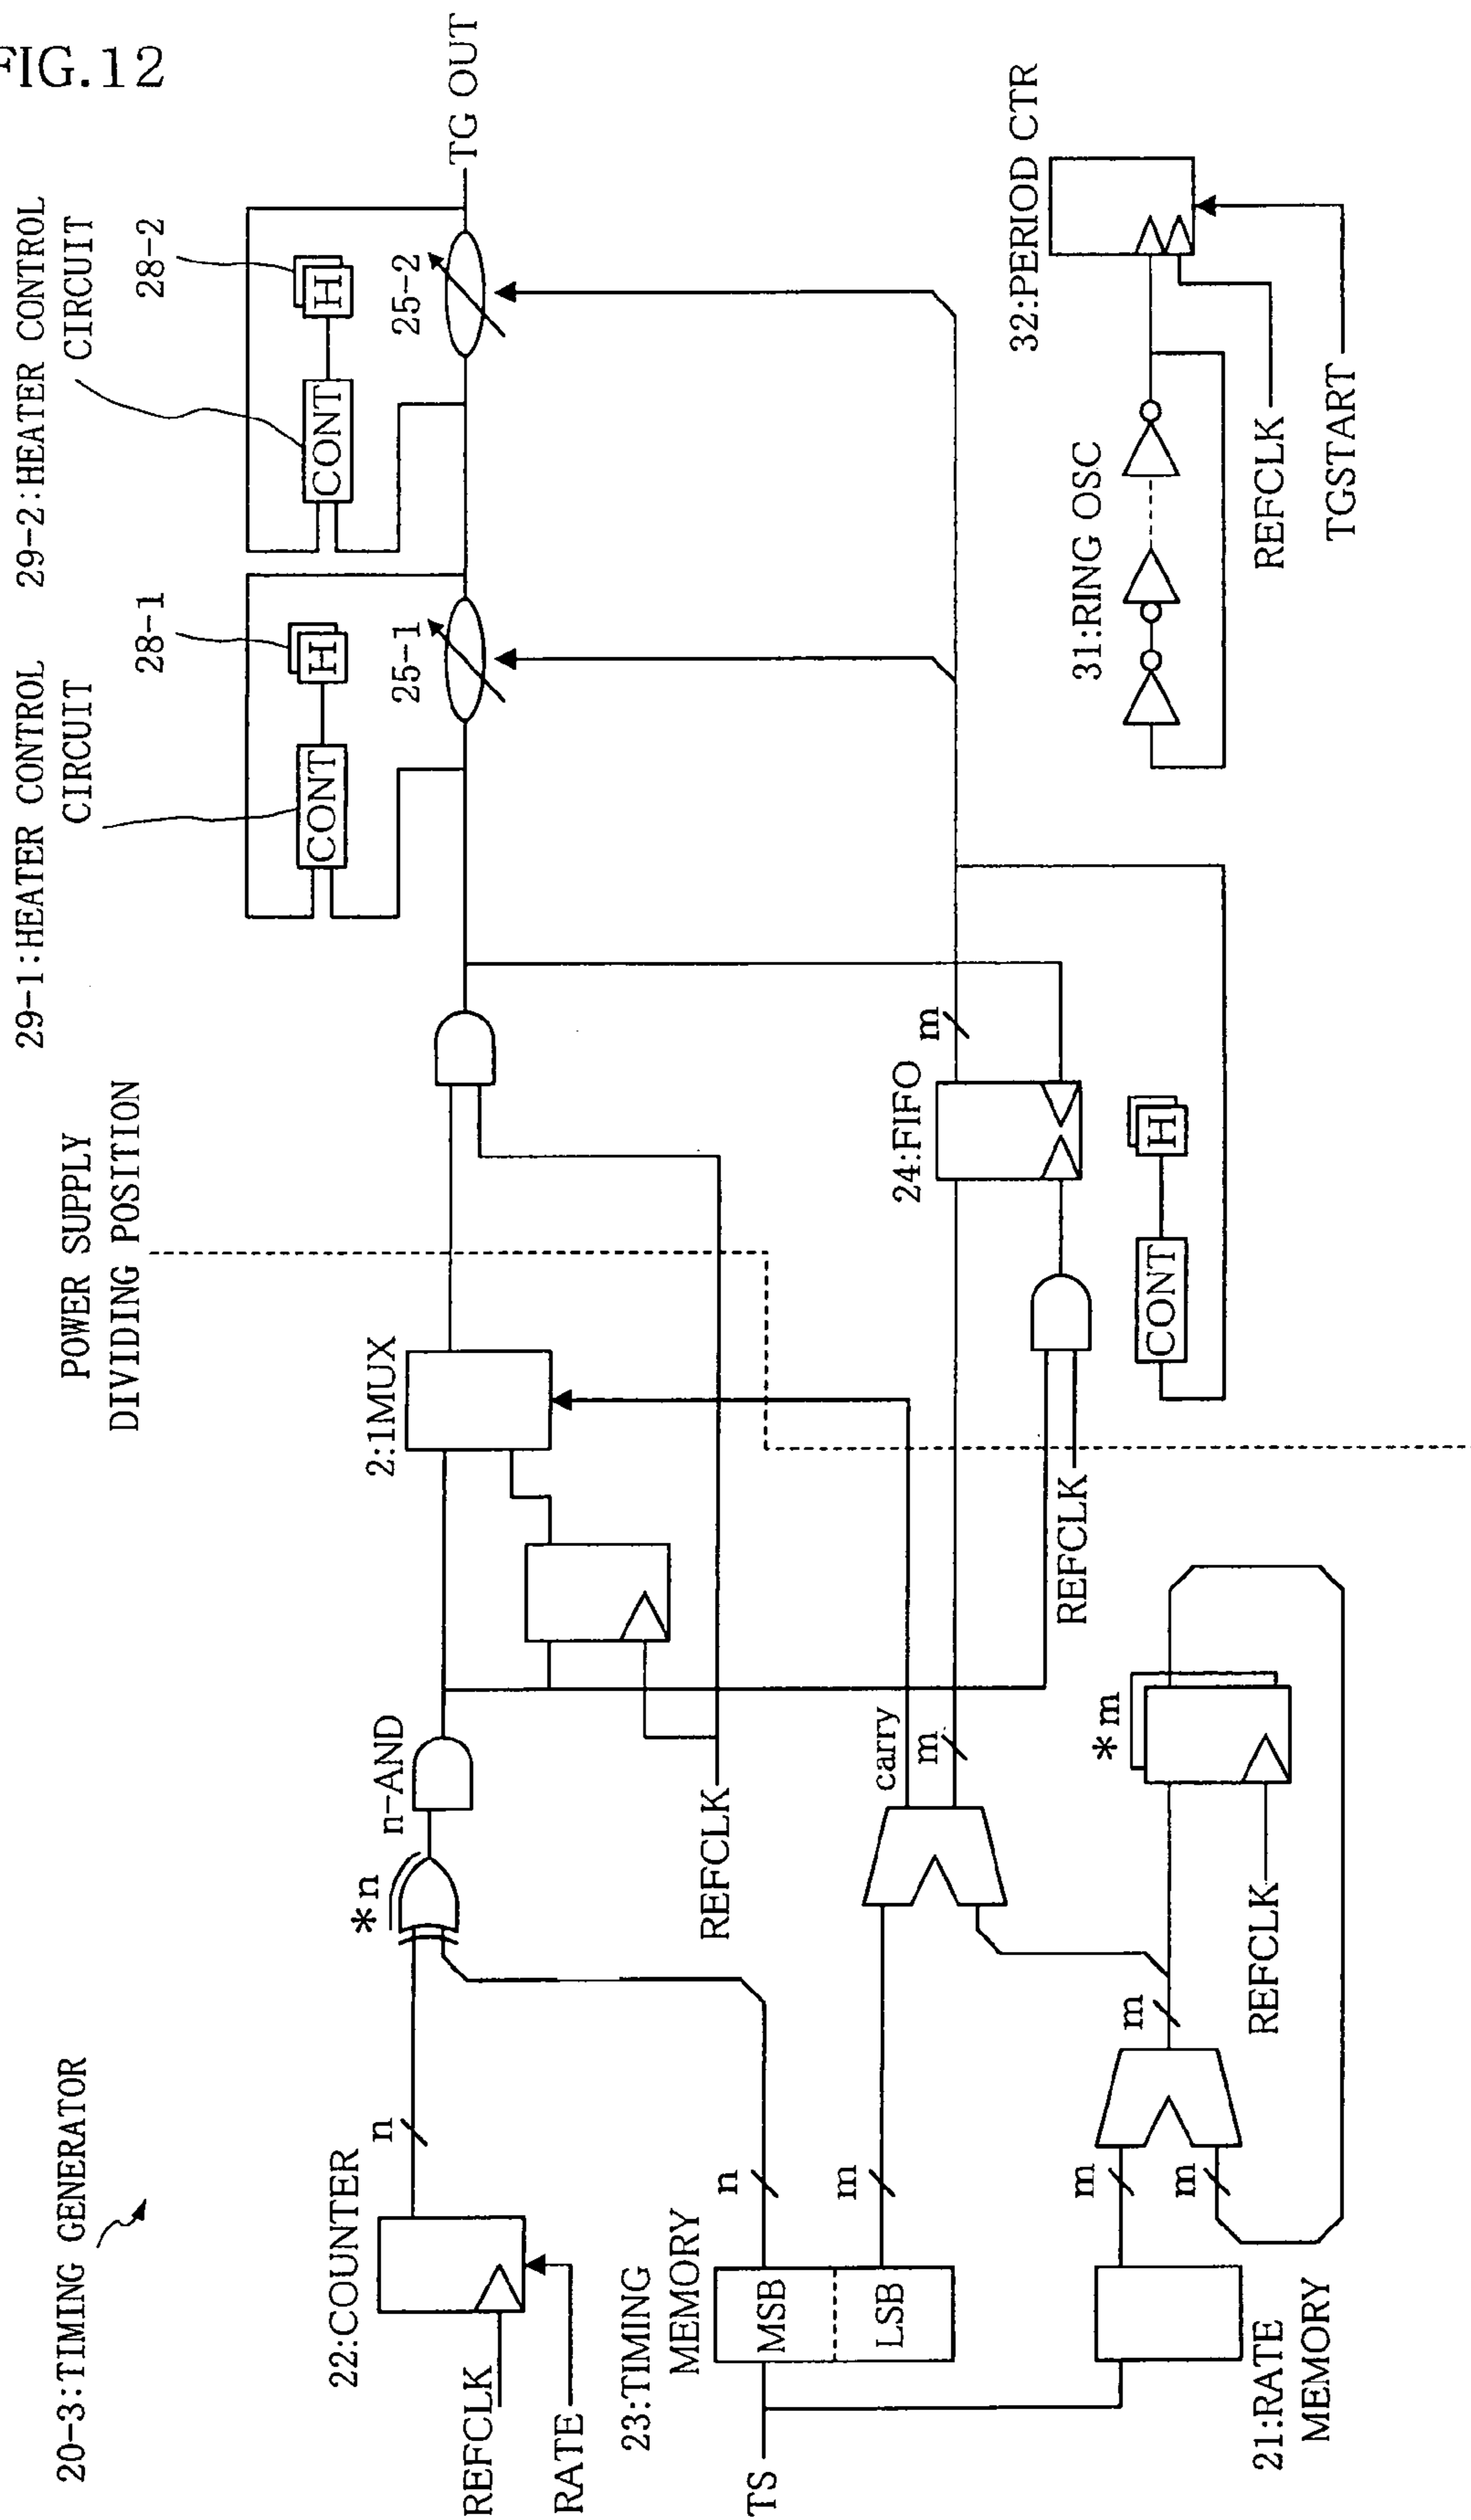 FIG.12
20-3:TIMING GENERATOR
POWER SUPPLY
DIVIDING POSITION
29-1:HEATER CONTROL
CIRCUIT
29-2:HEATER CONTROL
CIRCUIT
28-1
28-2
CONT
H
CONT
H
25-1
25-2
TG OUT
22:COUNTER
n
*n
n-AND
2:1MUX
REFCLK
RATE
23:TIMING
MEMORY
MSB
LSB
TS
n
m
REFCLK
carry
m
24:FIFO
m
REFCLK
CONT
H
21:RATE
MEMORY
m
m
m
*m
REFCLK
31:RING OSC
32:PERIOD CTR
REFCLK
TGSTART